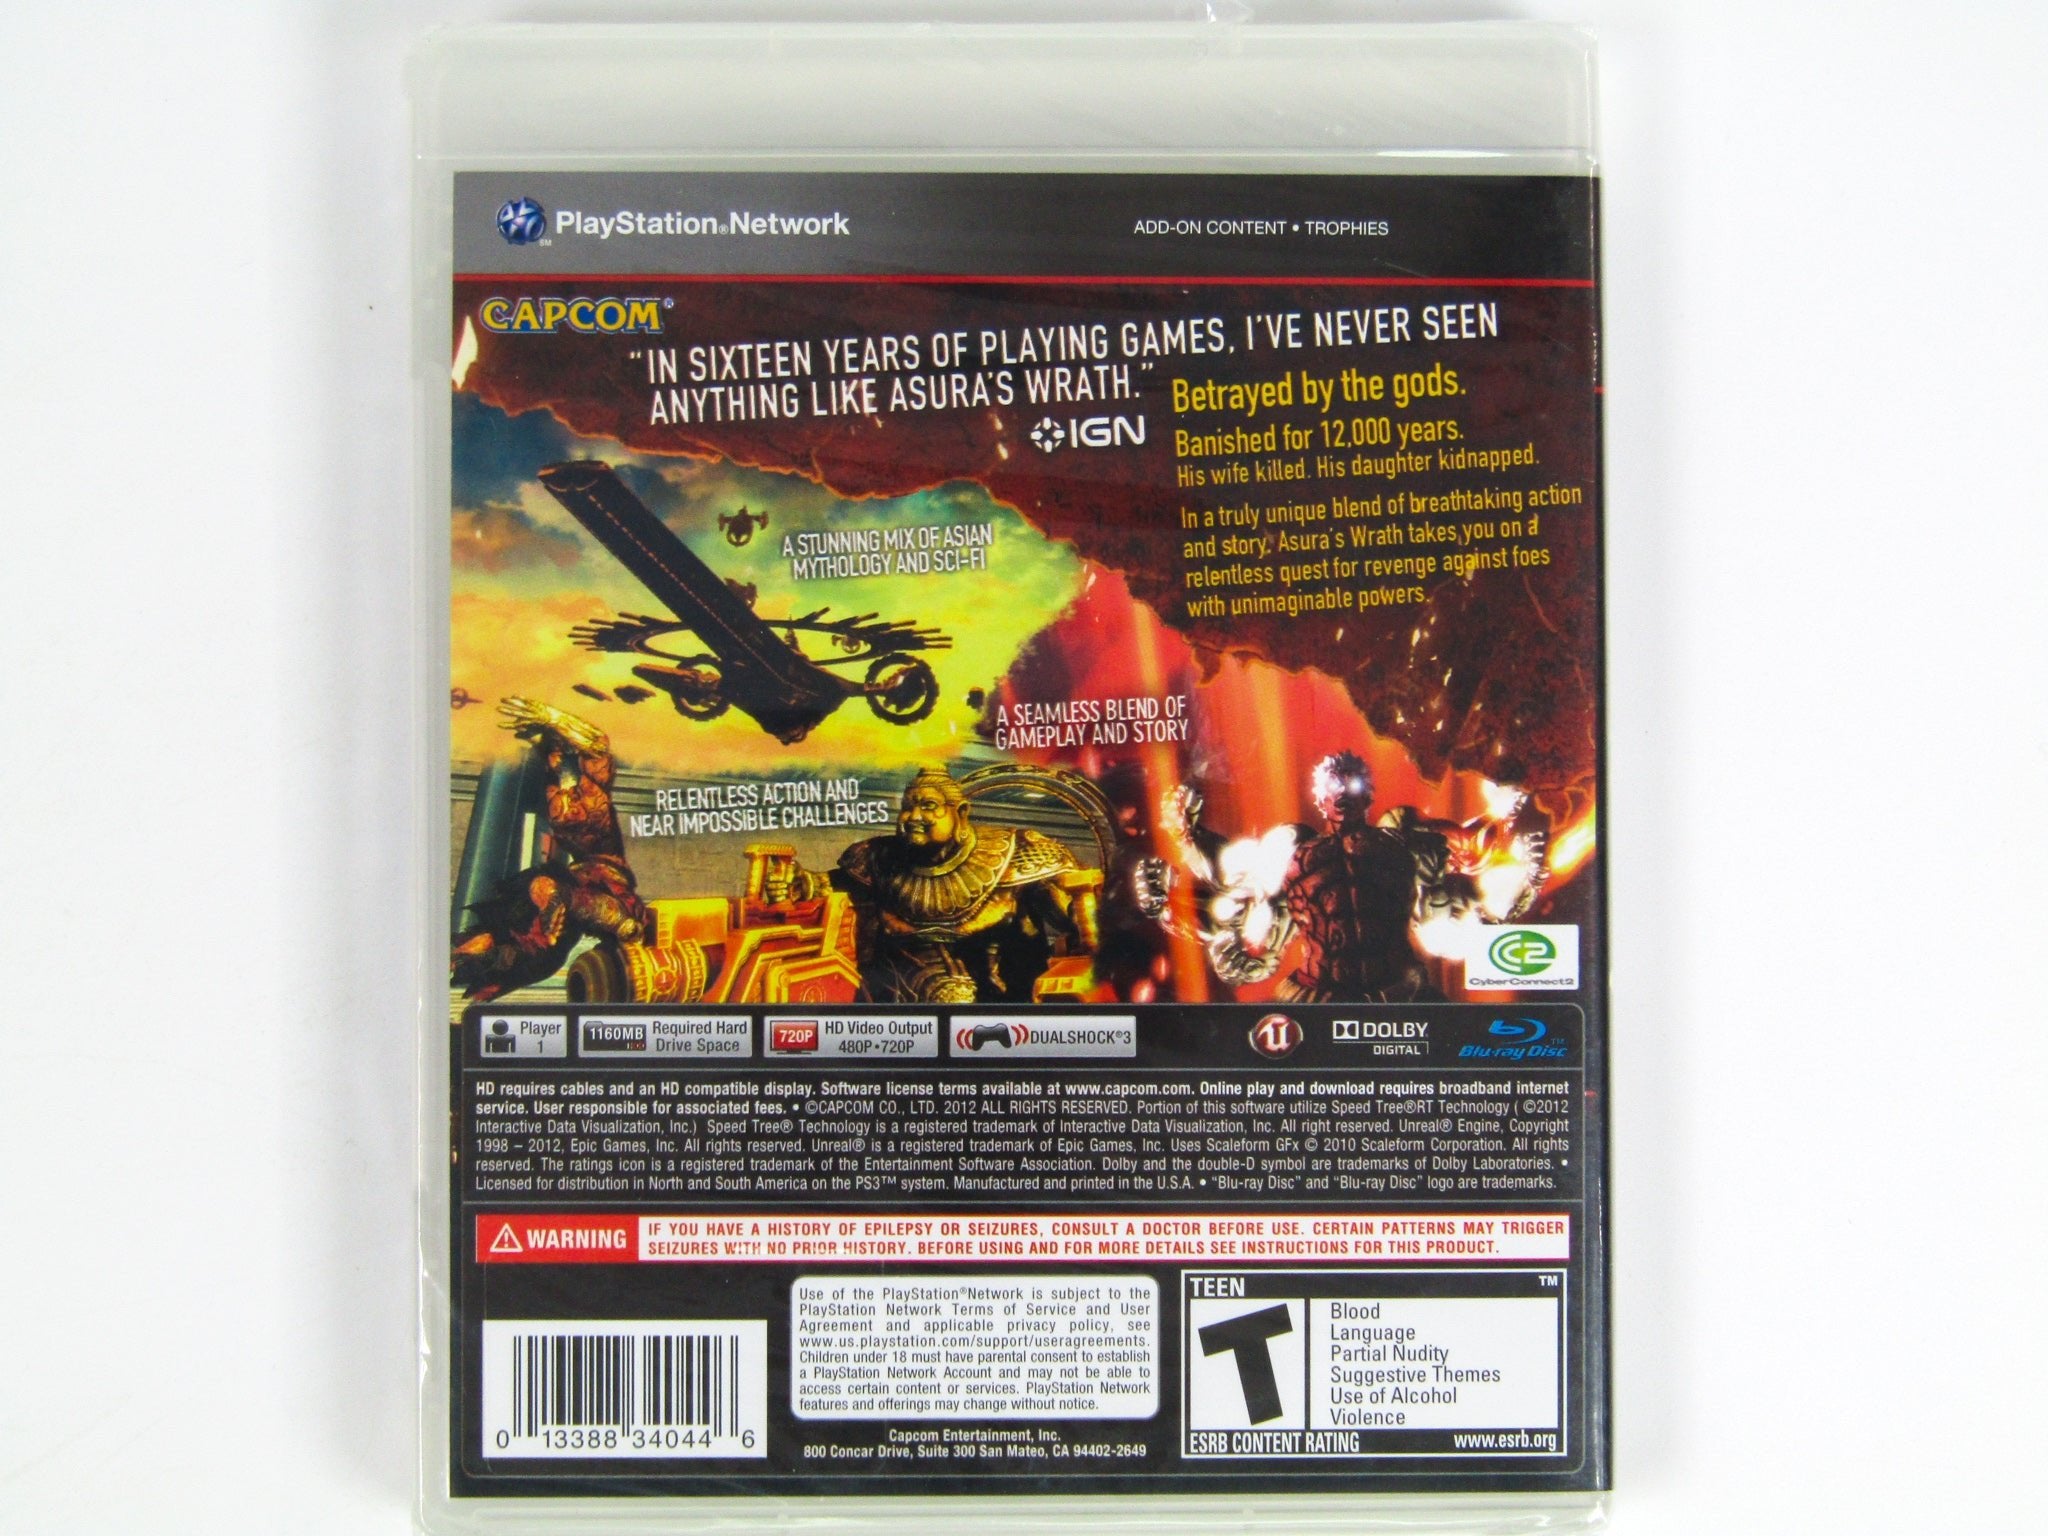 PlayStation®Network
SM
ADD-ON CONTENT • TROPHIES
CAPCOM®
"IN SIXTEEN YEARS OF PLAYING GAMES, I'VE NEVER SEEN
ANYTHING LIKE ASURA'S WRATH."
IGN
Betrayed by the gods.
Banished for 12,000 years.
His wife killed. His daughter kidnapped.
In a truly unique blend of breathtaking action
and story. Asura's Wrath takes you on a
relentless quest for revenge against foes
with unimaginable powers.
A STUNNING MIX OF ASIAN
MYTHOLOGY AND SCI-FI
A SEAMLESS BLEND OF
GAMEPLAY AND STORY
RELENTLESS ACTION AND
NEAR IMPOSSIBLE CHALLENGES
C2
CyberConnect2
Player
1
1160MB
Required Hard
Drive Space
720P
HD Video Output
480P•720P
DUALSHOCK®3
DOLBY
DIGITAL
Blu-ray Disc™
HD requires cables and an HD compatible display. Software license terms available at www.capcom.com. Online play and download requires broadband internet
service. User responsible for associated fees. • ©CAPCOM CO., LTD. 2012 ALL RIGHTS RESERVED. Portion of this software utilize Speed Tree®RT Technology ( ©2012
Interactive Data Visualization, Inc.) Speed Tree® Technology is a registered trademark of Interactive Data Visualization, Inc. All right reserved. Unreal® Engine, Copyright
1998 – 2012, Epic Games, Inc. All rights reserved. Unreal® is a registered trademark of Epic Games, Inc. Uses Scaleform GFx © 2010 Scaleform Corporation. All rights
reserved. The ratings icon is a registered trademark of the Entertainment Software Association. Dolby and the double-D symbol are trademarks of Dolby Laboratories. •
Licensed for distribution in North and South America on the PS3™ system. Manufactured and printed in the U.S.A. • "Blu-ray Disc" and "Blu-ray Disc" logo are trademarks.
WARNING
IF YOU HAVE A HISTORY OF EPILEPSY OR SEIZURES, CONSULT A DOCTOR BEFORE USE. CERTAIN PATTERNS MAY TRIGGER
SEIZURES WITH NO PRIOR HISTORY. BEFORE USING AND FOR MORE DETAILS SEE INSTRUCTIONS FOR THIS PRODUCT.
0 13388 34044 6
Use of the PlayStation®Network is subject to the
PlayStation Network Terms of Service and User
Agreement and applicable privacy policy, see
www.us.playstation.com/support/useragreements.
Children under 18 must have parental consent to establish
a PlayStation Network Account and may not be able to
access certain content or services. PlayStation Network
features and offerings may change without notice.
Capcom Entertainment, Inc.
800 Concar Drive, Suite 300 San Mateo, CA 94402-2649
TEEN
™
T
Blood
Language
Partial Nudity
Suggestive Themes
Use of Alcohol
Violence
ESRB CONTENT RATING
www.esrb.org